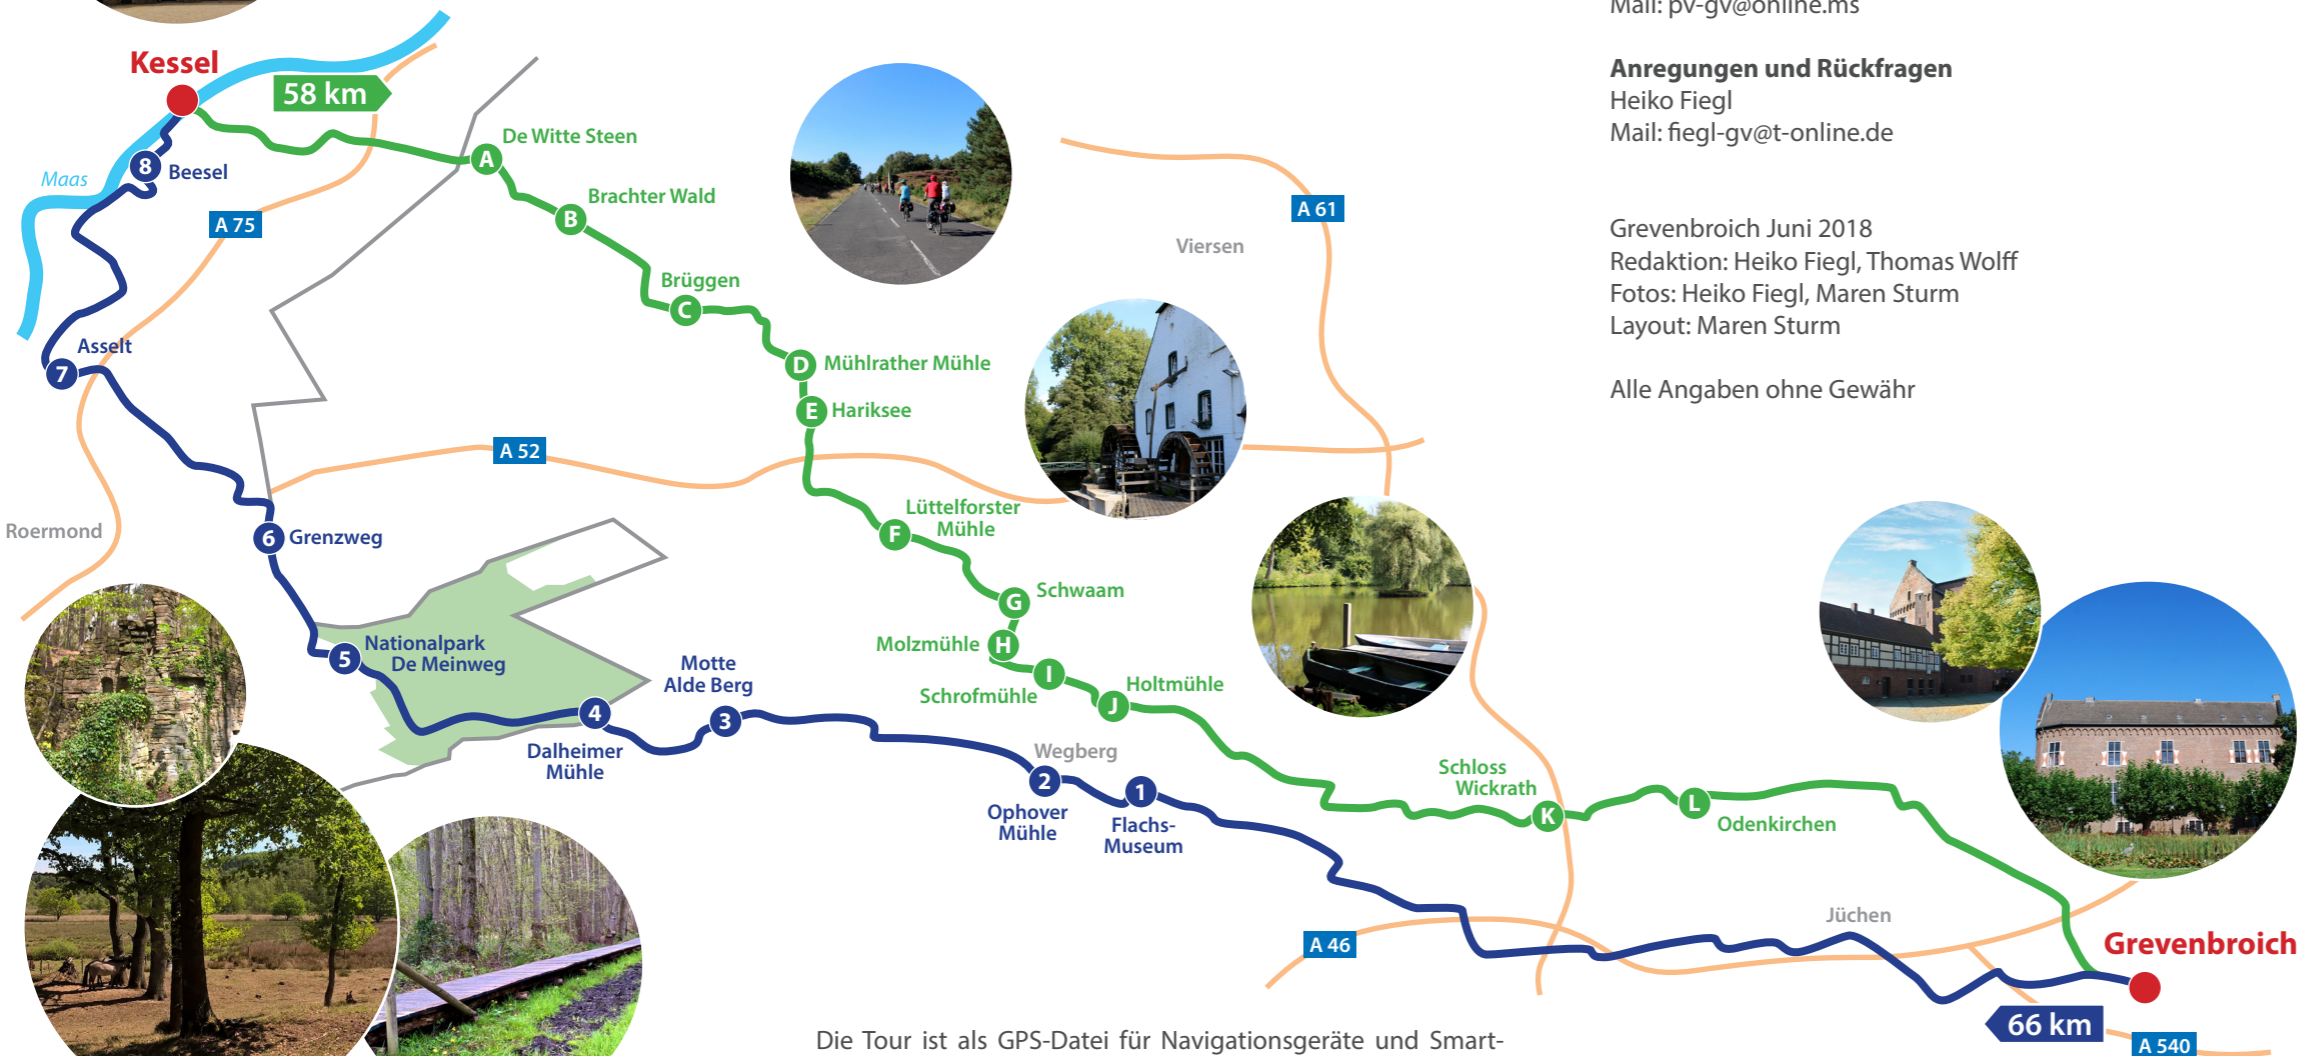 Mail: pv-gv@online.ms
Anregungen und Rückfragen
Heiko Fiegl
Mail: fiegl-gv@t-online.de
Grevenbroich Juni 2018
Redaktion: Heiko Fiegl, Thomas Wolff
Fotos: Heiko Fiegl, Maren Sturm
Layout: Maren Sturm
Alle Angaben ohne Gewähr
Kessel
58 km
Maas
8
Beesel
A 75
A
De Witte Steen
B
Brachter Wald
Brüggen
C
A 61
Viersen
Asselt
7
D
Mühlrather Mühle
E
Hariksee
A 52
Lüttelforster
Mühle
F
Roermond
6
Grenzweg
G
Schwaam
Molzmühle
H
I
Schrofmühle
Holtmühle
J
5
Nationalpark
De Meinweg
Motte
Alde Berg
3
4
Dalheimer
Mühle
Wegberg
2
Ophover
Mühle
1
Flachs-
Museum
Schloss
Wickrath
K
L
Odenkirchen
A 46
Jüchen
Grevenbroich
66 km
A 540
Die Tour ist als GPS-Datei für Navigationsgeräte und Smart-